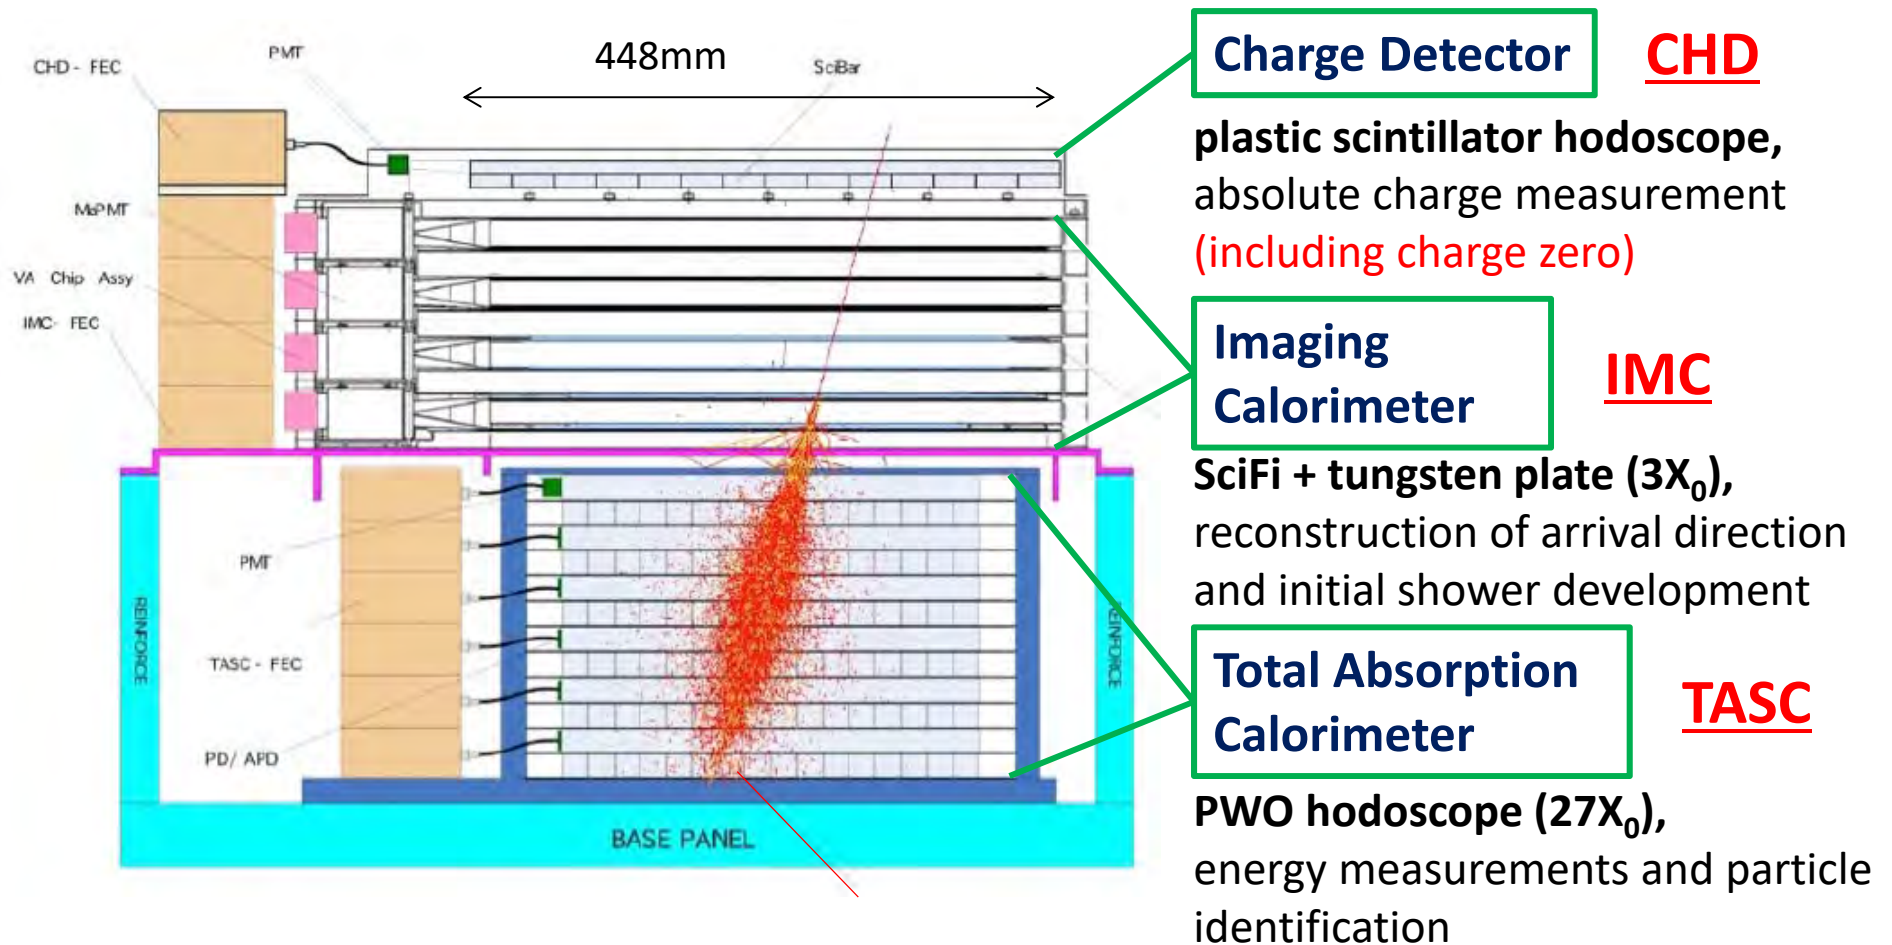 CHD - FEC
PMT
448mm
SciBar
MaPMT
VA Chip Assy
IMC- FEC
PMT
TASC - FEC
PD/ APD
REINFORCE
REINFORCE
BASE PANEL
Charge Detector
CHD
plastic scintillator hodoscope,
absolute charge measurement
(including charge zero)
Imaging
Calorimeter
IMC
SciFi + tungsten plate (3X₀),
reconstruction of arrival direction
and initial shower development
Total Absorption
Calorimeter
TASC
PWO hodoscope (27X₀),
energy measurements and particle
identification